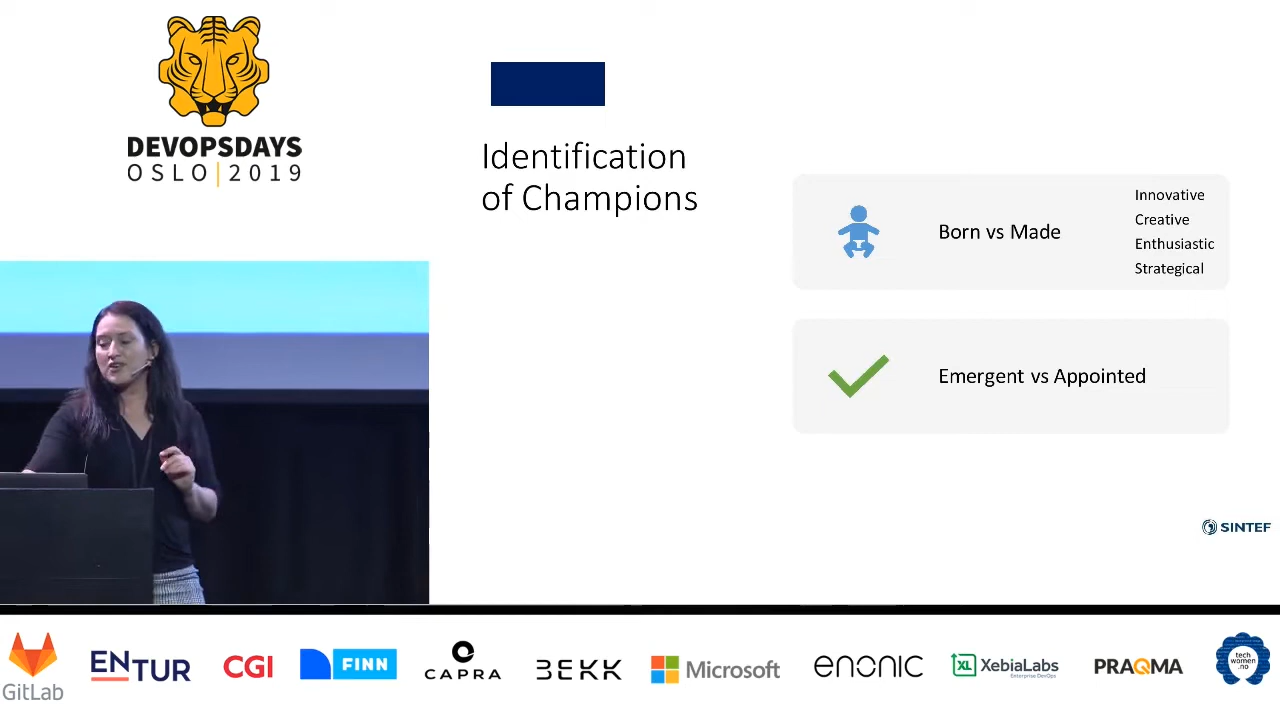 DEVOPSDAYS
OSLO | 2019
Identification
of Champions
Born vs Made
Innovative
Creative
Enthusiastic
Strategical
Emergent vs Appointed
SINTEF
GitLab
ENTUR
CGI
FINN
CAPRA
BEKK
Microsoft
enonic
XL XebiaLabs
Enterprise DevOps
PRAQMA
tech
women
.no